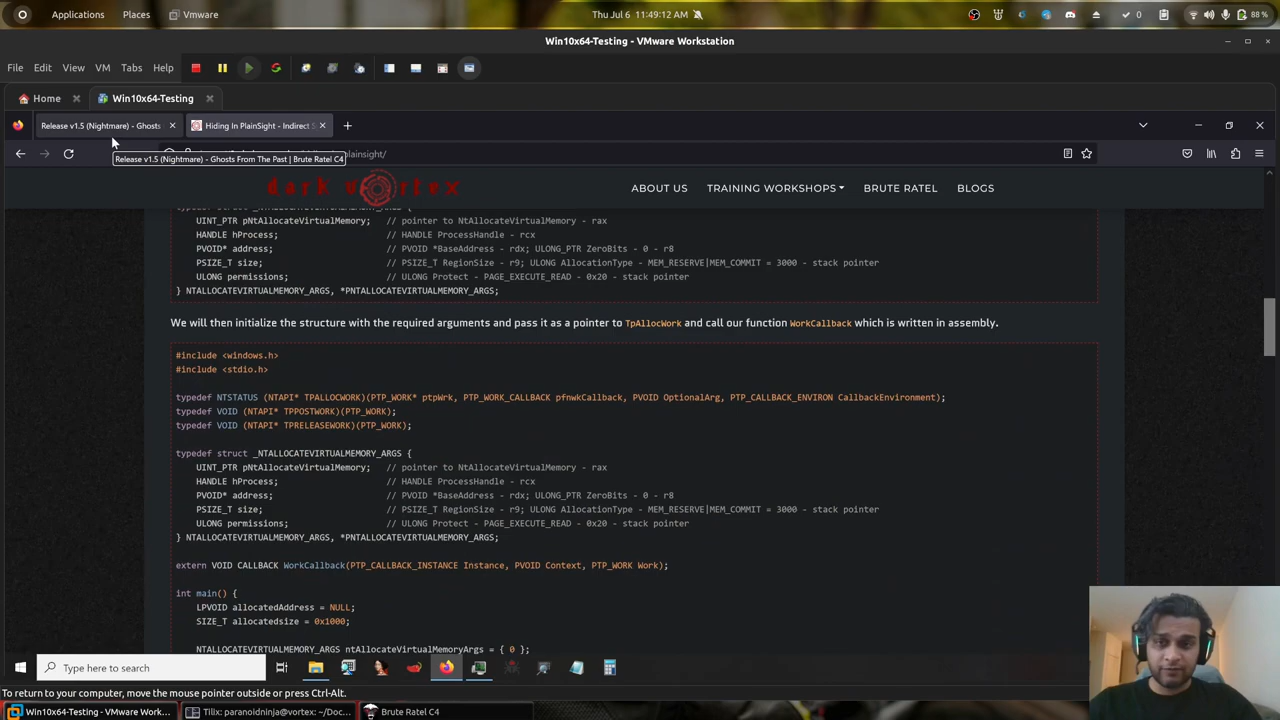 Applications Places Vmware Thu Jul 6 11:49:12 AM 0 88 %
Win10x64-Testing - VMware Workstation
File Edit View VM Tabs Help
Home Win10x64-Testing
Release v1.5 (Nightmare) - Ghosts Hiding In PlainSight - Indirect S
Release v1.5 (Nightmare) - Ghosts From The Past | Brute Ratel C4 plainsight/
dark vortex ABOUT US TRAINING WORKSHOPS BRUTE RATEL BLOGS
UINT_PTR pNtAllocateVirtualMemory; // pointer to NtAllocateVirtualMemory - rax
HANDLE hProcess; // HANDLE ProcessHandle - rcx
PVOID* address; // PVOID *BaseAddress - rdx; ULONG_PTR ZeroBits - 0 - r8
PSIZE_T size; // PSIZE_T RegionSize - r9; ULONG AllocationType - MEM_RESERVE|MEM_COMMIT = 3000 - stack pointer
ULONG permissions; // ULONG Protect - PAGE_EXECUTE_READ - 0x20 - stack pointer
} NTALLOCATEVIRTUALMEMORY_ARGS, *PNTALLOCATEVIRTUALMEMORY_ARGS;
We will then initialize the structure with the required arguments and pass it as a pointer to TpAllocWork and call our function WorkCallback which is written in assembly.
#include <windows.h>
#include <stdio.h>
typedef NTSTATUS (NTAPI* TPALLOCWORK)(PTP_WORK* ptpWrk, PTP_WORK_CALLBACK pfnwkCallback, PVOID OptionalArg, PTP_CALLBACK_ENVIRON CallbackEnvironment);
typedef VOID (NTAPI* TPPOSTWORK)(PTP_WORK);
typedef VOID (NTAPI* TPRELEASEWORK)(PTP_WORK);
typedef struct _NTALLOCATEVIRTUALMEMORY_ARGS {
UINT_PTR pNtAllocateVirtualMemory; // pointer to NtAllocateVirtualMemory - rax
HANDLE hProcess; // HANDLE ProcessHandle - rcx
PVOID* address; // PVOID *BaseAddress - rdx; ULONG_PTR ZeroBits - 0 - r8
PSIZE_T size; // PSIZE_T RegionSize - r9; ULONG AllocationType - MEM_RESERVE|MEM_COMMIT = 3000 - stack pointer
ULONG permissions; // ULONG Protect - PAGE_EXECUTE_READ - 0x20 - stack pointer
} NTALLOCATEVIRTUALMEMORY_ARGS, *PNTALLOCATEVIRTUALMEMORY_ARGS;
extern VOID CALLBACK WorkCallback(PTP_CALLBACK_INSTANCE Instance, PVOID Context, PTP_WORK Work);
int main() {
LPVOID allocatedAddress = NULL;
SIZE_T allocatedsize = 0x1000;
NTALLOCATEVIRTUALMEMORY_ARGS ntAllocateVirtualMemoryArgs = { 0 };
Type here to search
To return to your computer, move the mouse pointer outside or press Ctrl-Alt.
Win10x64-Testing - VMware Work... Tilix: paranoidninja@vortex: ~/Doc... Brute Ratel C4